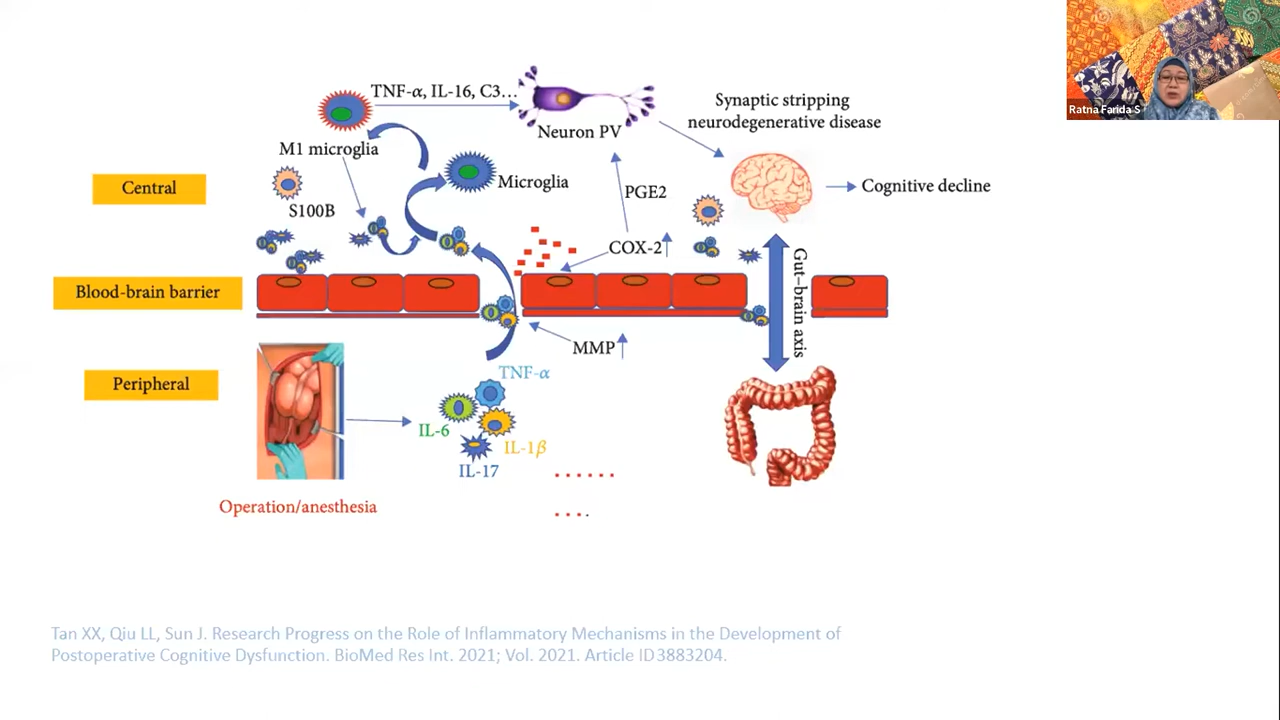 Ratna Farida S
TNF-α, IL-16, C3…
Neuron PV
Synaptic stripping
neurodegenerative disease
M1 microglia
Central
Microglia
PGE2
Cognitive decline
S100B
COX-2
Gut–brain axis
Blood-brain barrier
MMP
Peripheral
TNF-α
IL-6
IL-1β
IL-17
Operation/anesthesia
Tan XX, Qiu LL, Sun J. Research Progress on the Role of Inflammatory Mechanisms in the Development of
Postoperative Cognitive Dysfunction. BioMed Res Int. 2021; Vol. 2021. Article ID 3883204.